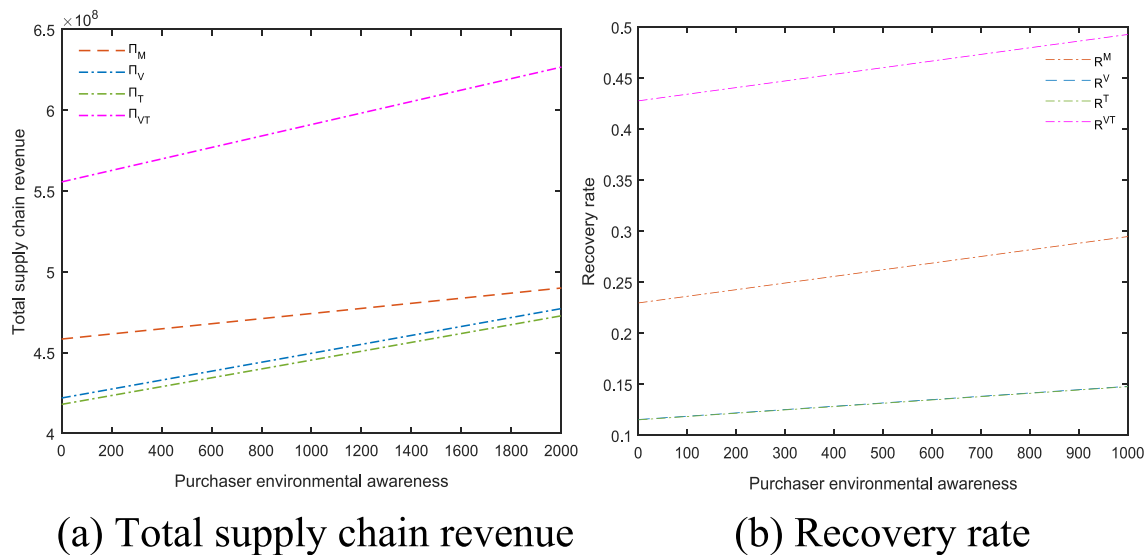 ×10⁸
6.5
6
5.5
5
4.5
4
Total supply chain revenue
Π_M
Π_V
Π_T
Π_VT
0 200 400 600 800 1000 1200 1400 1600 1800 2000
Purchaser environmental awareness
(a) Total supply chain revenue
0.5
0.45
0.4
0.35
0.3
0.25
0.2
0.15
0.1
Recovery rate
R^M
R^V
R^T
R^VT
0 100 200 300 400 500 600 700 800 900 1000
Purchaser environmental awareness
(b) Recovery rate